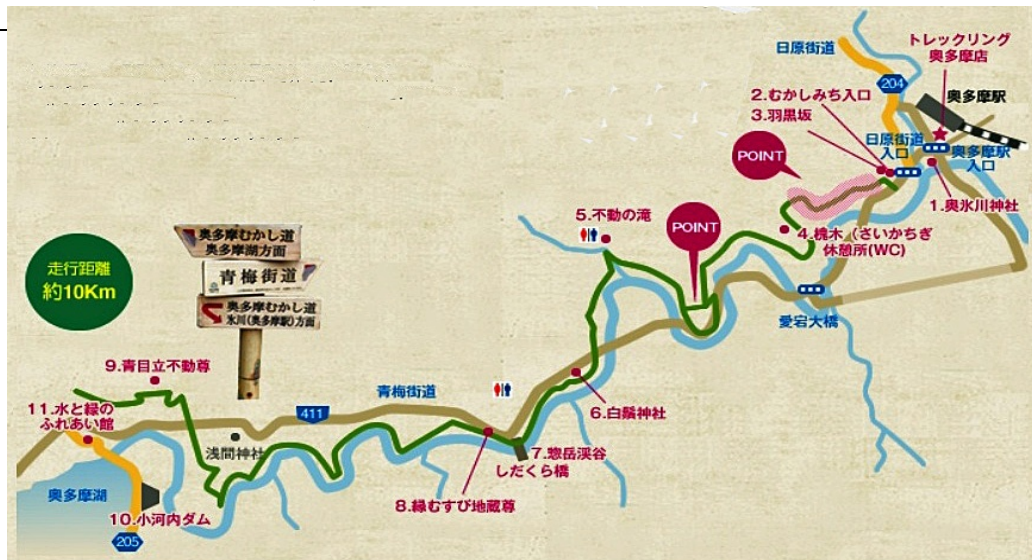 日原街道
トレックリング
奥多摩店
204
奥多摩駅
2.むかしみち入口
3.羽黒坂
日原街道
入口
奥多摩駅
入口
POINT
1.奥氷川神社
4.槐木（さいかちぎ
休憩所(WC)
5.不動の滝
POINT
愛宕大橋
奥多摩むかし道
奥多摩湖方面
青梅街道
奥多摩むかし道
氷川(奥多摩駅)方面
走行距離
約10Km
9.青目立不動尊
青梅街道
411
6.白鬚神社
11.水と緑の
ふれあい館
浅間神社
7.惣岳渓谷
しだくら橋
奥多摩湖
8.縁むすび地蔵尊
10.小河内ダム
205